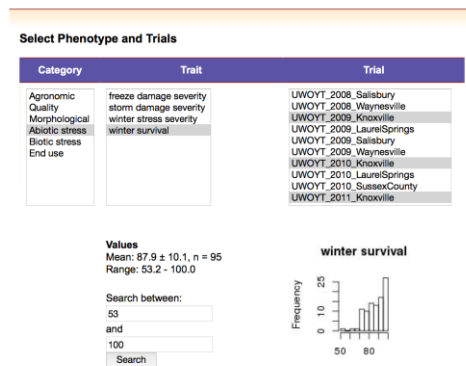 Select Phenotype and Trials
Category Trait Trial
Agronomic
Quality
Morphological
Abiotic stress
Biotic stress
End use
freeze damage severity
storm damage severity
winter stress severity
winter survival
UWOYT_2008_Salisbury
UWOYT_2008_Waynesville
UWOYT_2009_Knoxville
UWOYT_2009_LaurelSprings
UWOYT_2009_Salisbury
UWOYT_2009_Waynesville
UWOYT_2010_Knoxville
UWOYT_2010_LaurelSprings
UWOYT_2010_SussexCounty
UWOYT_2011_Knoxville
Values
Mean: 87.9 ± 10.1, n = 95
Range: 53.2 - 100.0
Search between:
53
and
100
Search
winter survival
Frequency
25
10
0
50 80